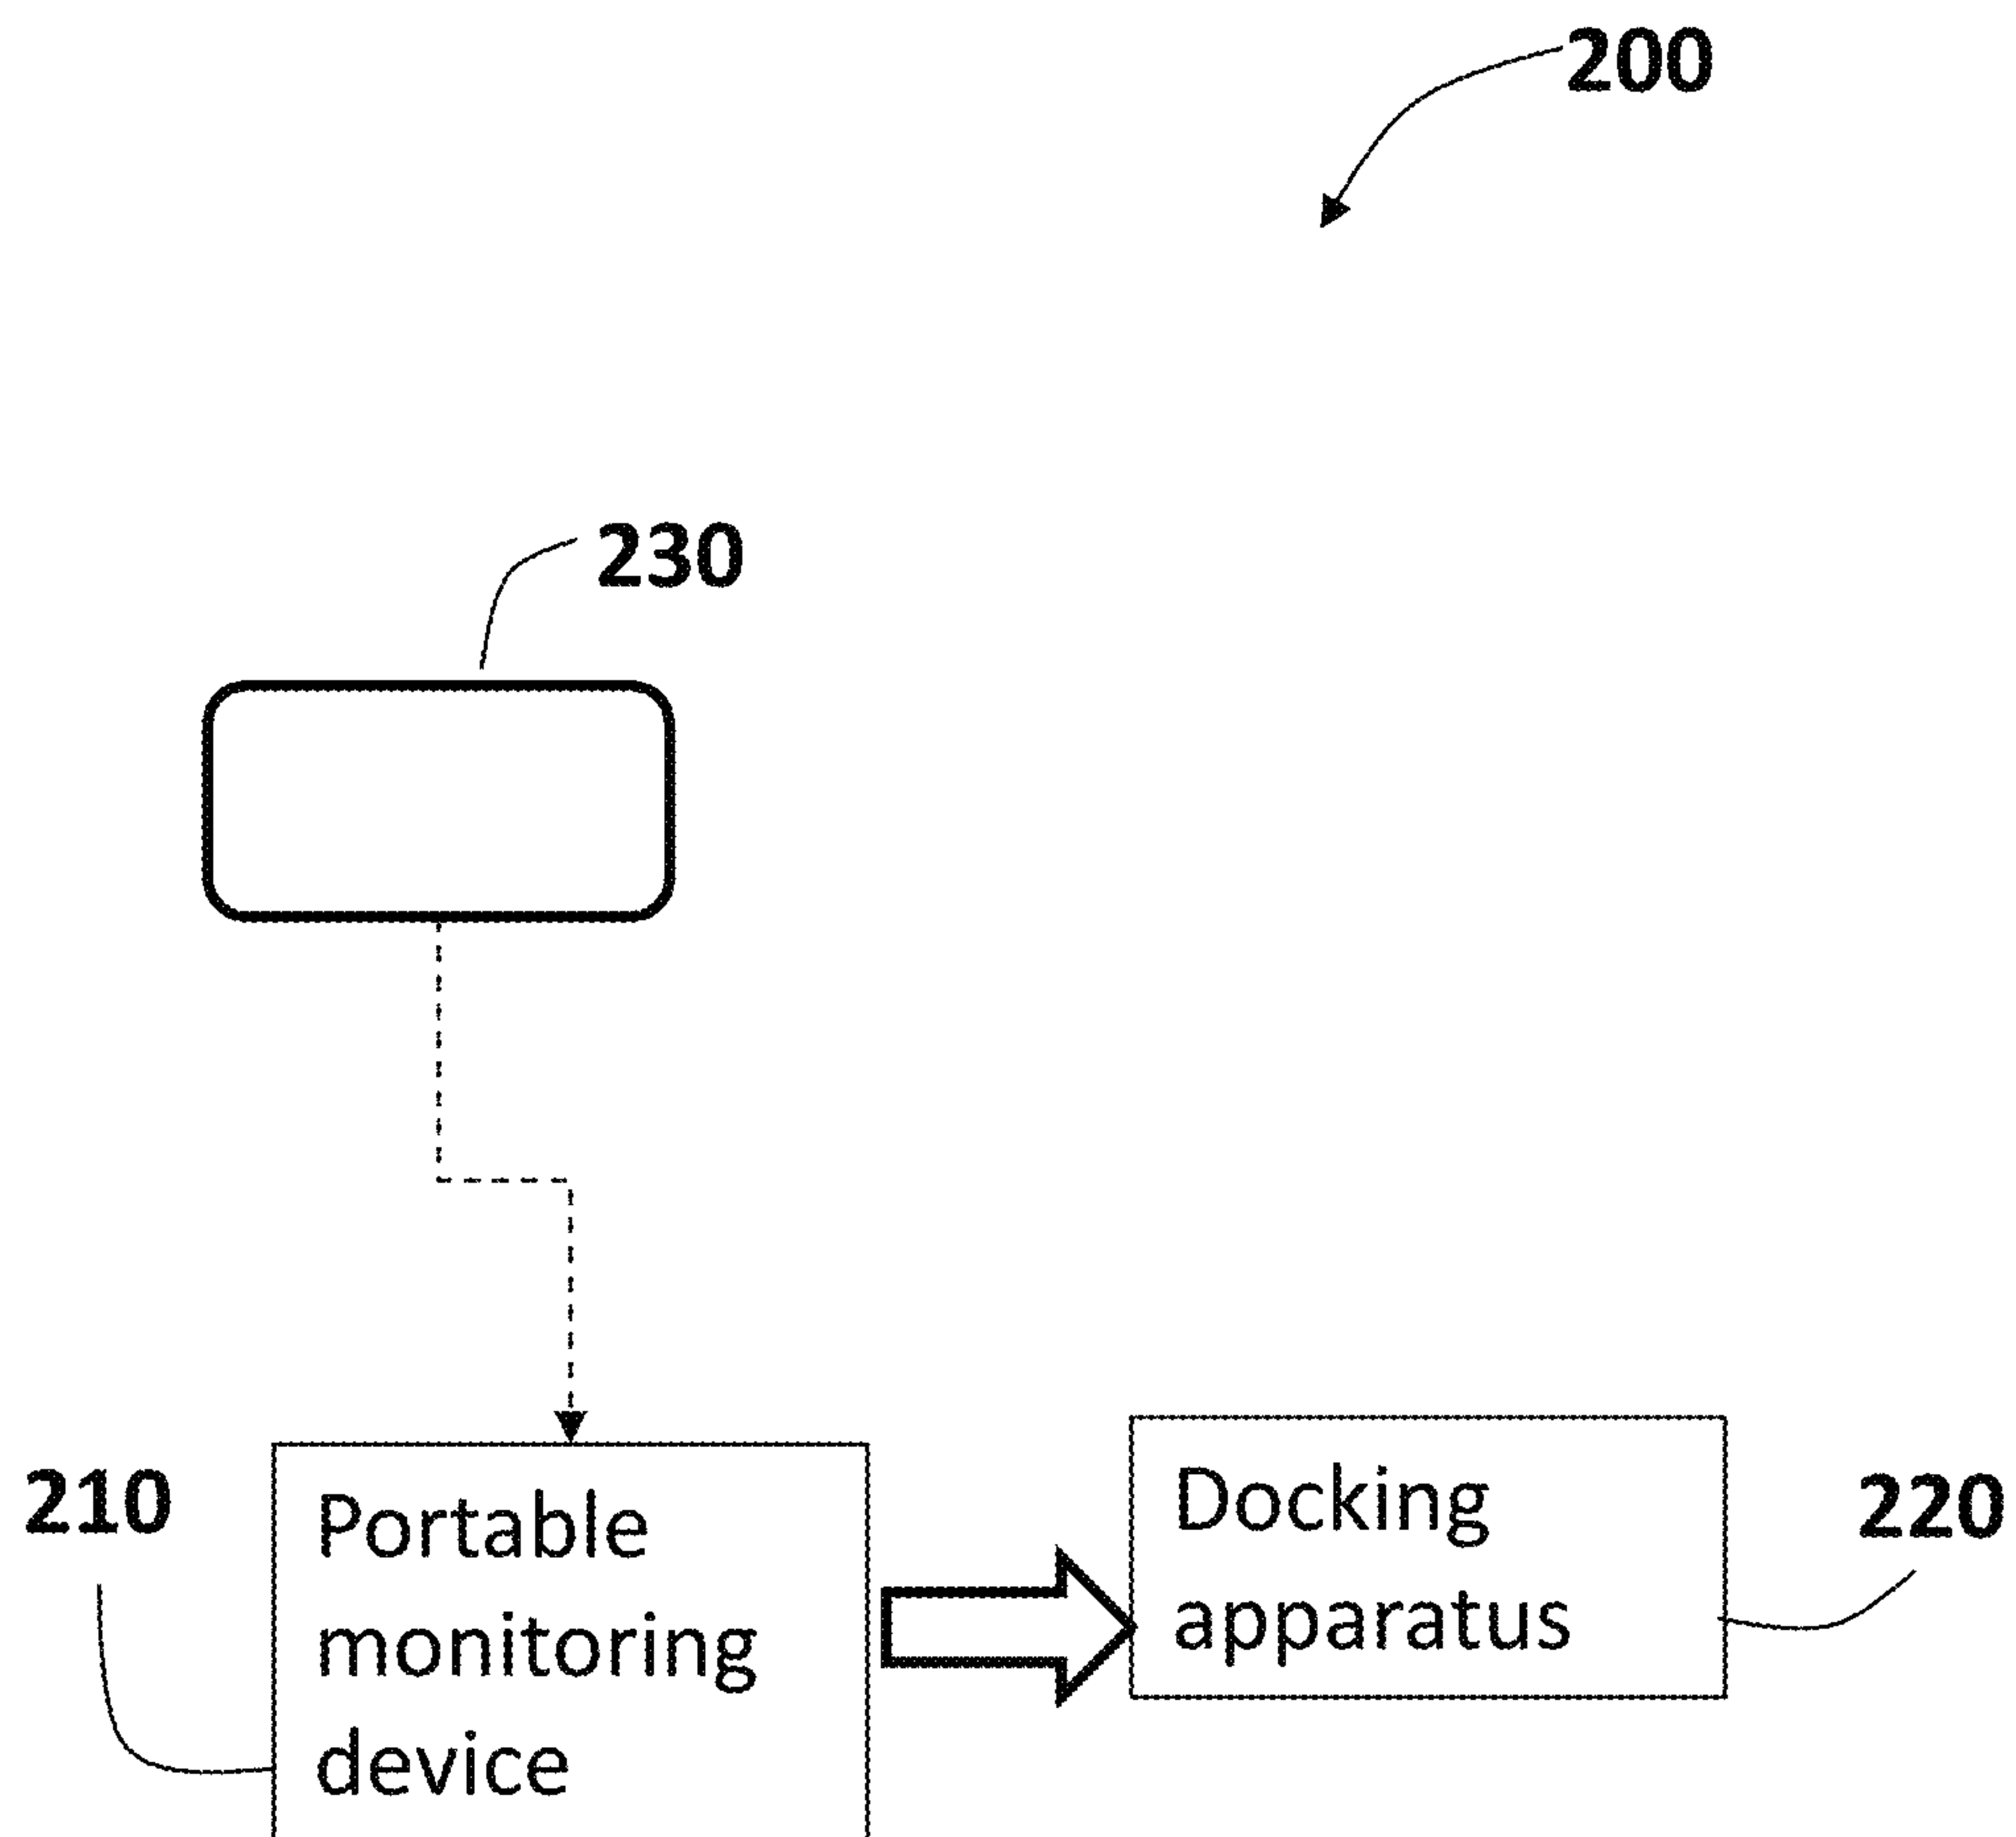 200
230
210
Portable
monitoring
device
Docking
apparatus
220